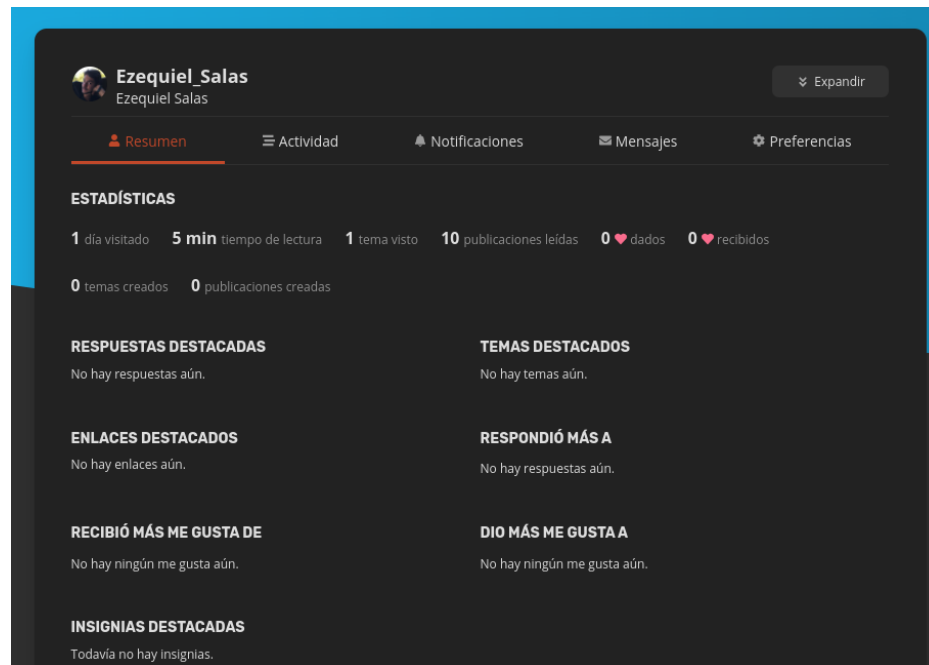 Ezequiel_Salas
Ezequiel Salas
Expandir
Resumen Actividad Notificaciones Mensajes Preferencias
ESTADÍSTICAS
1 día visitado 5 min tiempo de lectura 1 tema visto 10 publicaciones leídas 0 ❤ dados 0 ❤ recibidos
0 temas creados 0 publicaciones creadas
RESPUESTAS DESTACADAS
No hay respuestas aún.
TEMAS DESTACADOS
No hay temas aún.
ENLACES DESTACADOS
No hay enlaces aún.
RESPONDIÓ MÁS A
No hay respuestas aún.
RECIBIÓ MÁS ME GUSTA DE
No hay ningún me gusta aún.
DIO MÁS ME GUSTA A
No hay ningún me gusta aún.
INSIGNIAS DESTACADAS
Todavía no hay insignias.